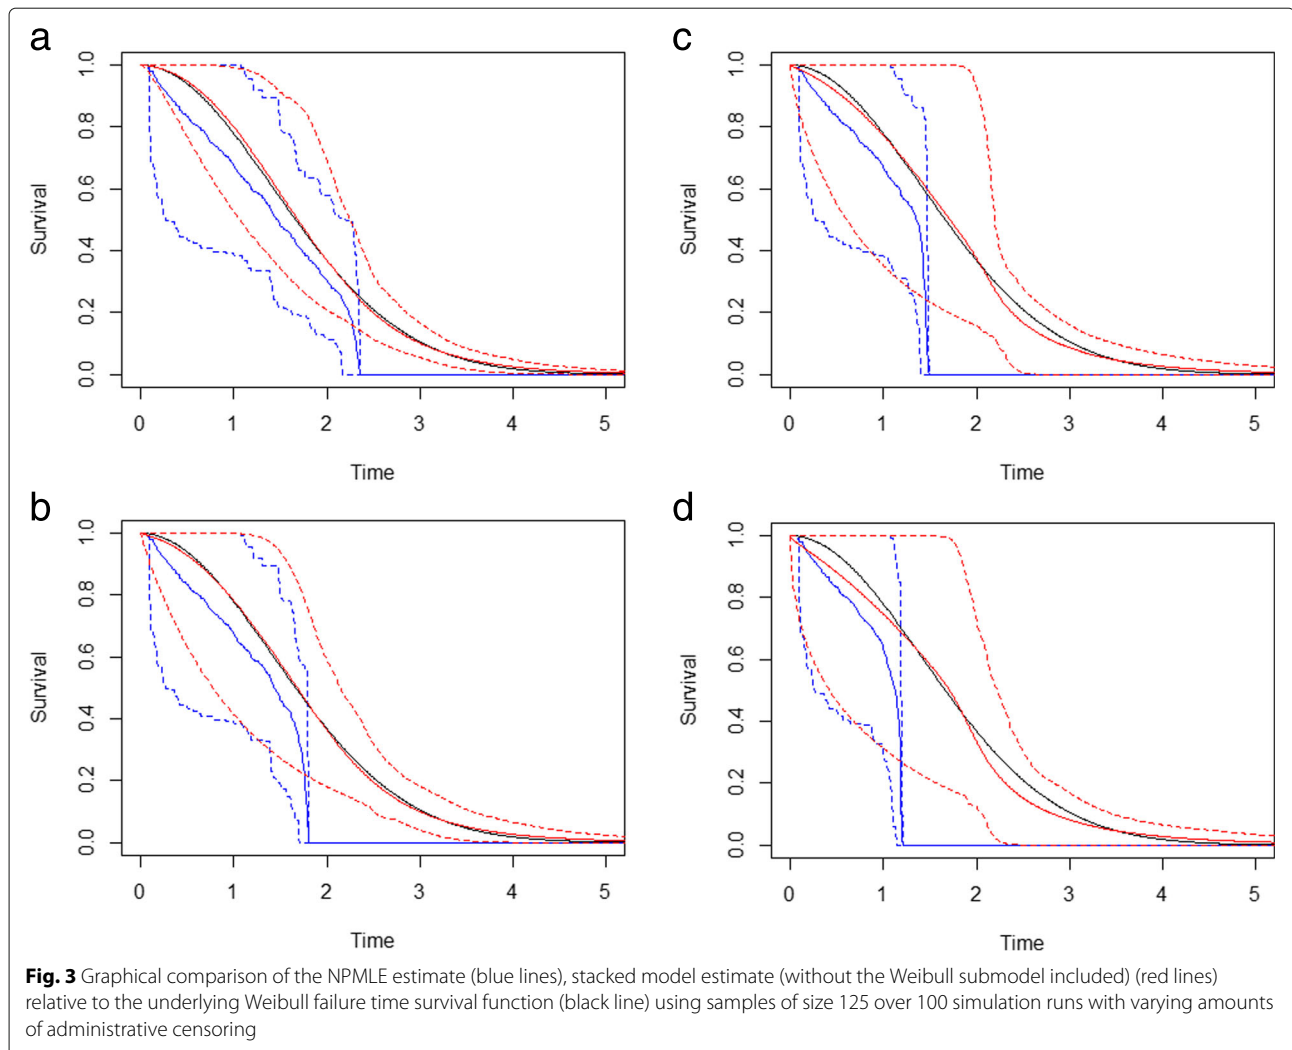 a
1.0
0.8
0.6
0.4
0.2
0.0
Survival
0 1 2 3 4 5
Time
c
1.0
0.8
0.6
0.4
0.2
0.0
Survival
0 1 2 3 4 5
Time
b
1.0
0.8
0.6
0.4
0.2
0.0
Survival
0 1 2 3 4 5
Time
d
1.0
0.8
0.6
0.4
0.2
0.0
Survival
0 1 2 3 4 5
Time
Fig. 3 Graphical comparison of the NPMLE estimate (blue lines), stacked model estimate (without the Weibull submodel included) (red lines)
relative to the underlying Weibull failure time survival function (black line) using samples of size 125 over 100 simulation runs with varying amounts
of administrative censoring